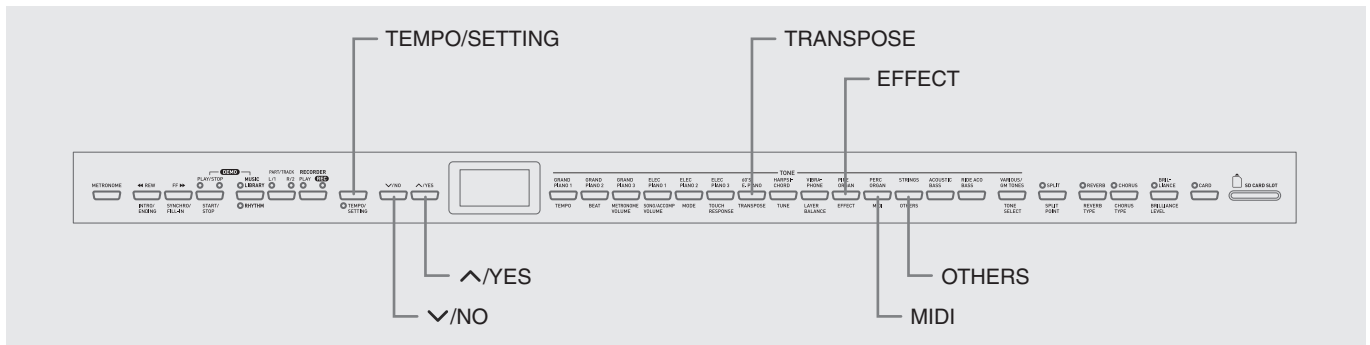 TEMPO/SETTING
TRANSPOSE
EFFECT
DEMO
TONE
PLAY/STOP
MUSIC LIBRARY
PART/TRACK
L/1 R/2
RECORDER
PLAY REC
METRONOME
◀◀ REW
FF ▶▶
∨/NO
∧/YES
GRAND PIANO 1
GRAND PIANO 2
GRAND PIANO 3
ELEC PIANO 1
ELEC PIANO 2
ELEC PIANO 3
60'S E. PIANO
HARPSI-CHORD
VIBRA-PHONE
PIPE ORGAN
PERC ORGAN
STRINGS
ACOUSTIC BASS
RIDE ACO BASS
VARIOUS/GM TONES
SPLIT
REVERB
CHORUS
BRIL-LIANCE
CARD
SD CARD SLOT
INTRO/ENDING
SYNCHRO/FILL-IN
START/STOP
RHYTHM
TEMPO/SETTING
TEMPO
BEAT
METRONOME VOLUME
SONG/ACCOMP VOLUME
MODE
TOUCH RESPONSE
TRANSPOSE
TUNE
LAYER BALANCE
EFFECT
MIDI
OTHERS
TONE SELECT
SPLIT POINT
REVERB TYPE
CHORUS TYPE
BRILLIANCE LEVEL
∧/YES
OTHERS
∨/NO
MIDI